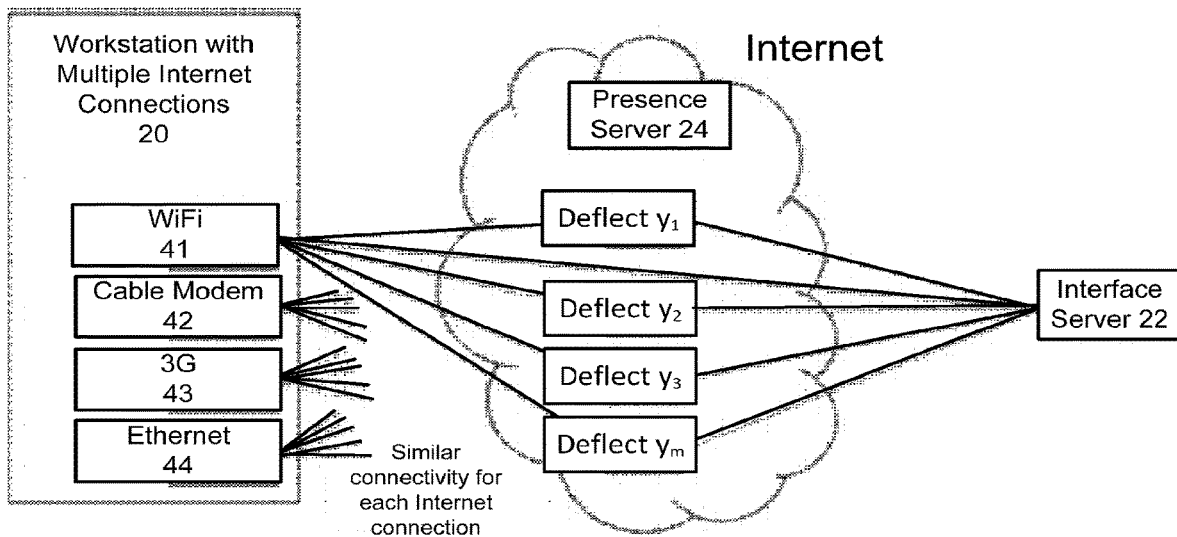 Workstation with
Multiple Internet
Connections
20
WiFi
41
Cable Modem
42
3G
43
Ethernet
44
Similar
connectivity for
each Internet
connection
Internet
Presence
Server 24
Deflect y₁
Deflect y₂
Deflect y₃
Deflect yₘ
Interface
Server 22